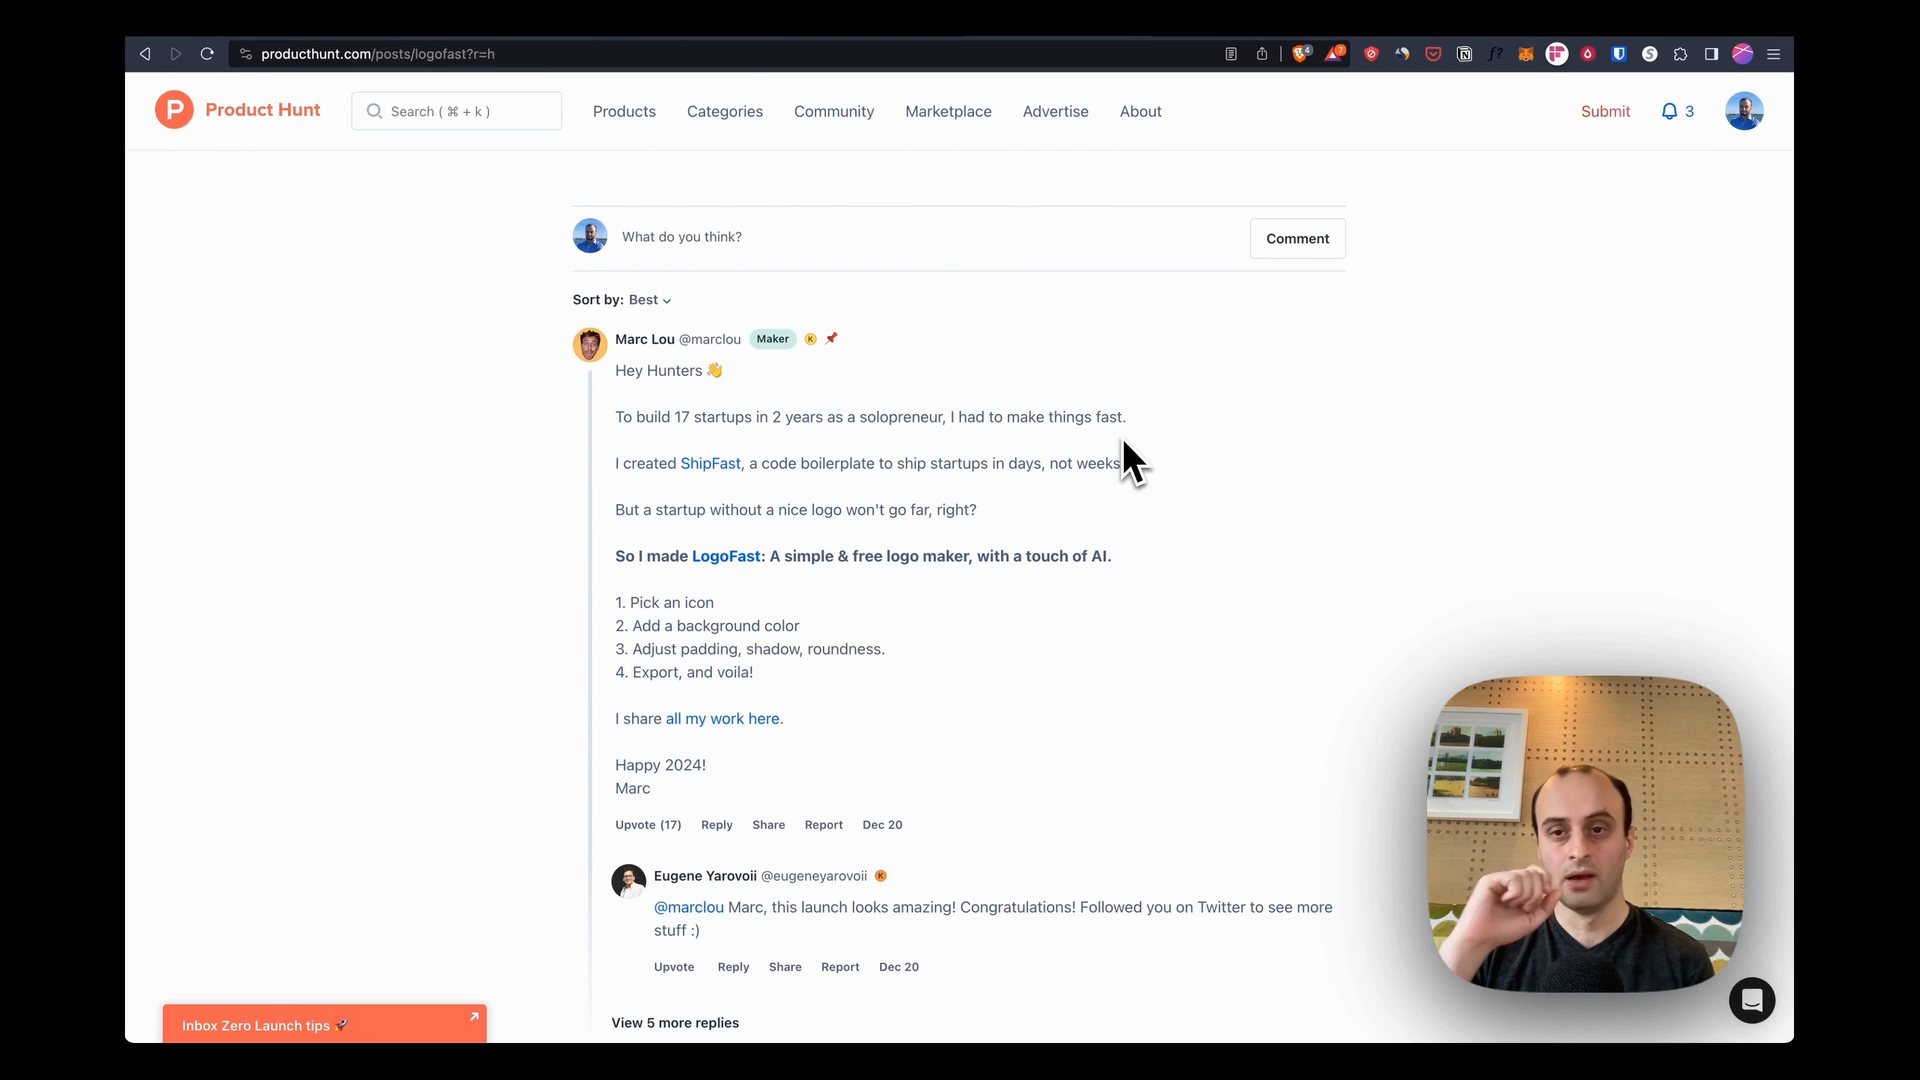 producthunt.com/posts/logofast?r=h
4
7
P Product Hunt
Search ( ⌘ + k )
Products
Categories
Community
Marketplace
Advertise
About
Submit
3
What do you think?
Comment
Sort by: Best
Marc Lou @marclou Maker K
Hey Hunters 👋
To build 17 startups in 2 years as a solopreneur, I had to make things fast.
I created ShipFast, a code boilerplate to ship startups in days, not weeks
But a startup without a nice logo won't go far, right?
So I made LogoFast: A simple & free logo maker, with a touch of AI.
1. Pick an icon
2. Add a background color
3. Adjust padding, shadow, roundness.
4. Export, and voila!
I share all my work here.
Happy 2024!
Marc
Upvote (17) Reply Share Report Dec 20
Eugene Yarovoii @eugeneyarovoii K
@marclou Marc, this launch looks amazing! Congratulations! Followed you on Twitter to see more
stuff :)
Upvote Reply Share Report Dec 20
View 5 more replies
Inbox Zero Launch tips 🚀